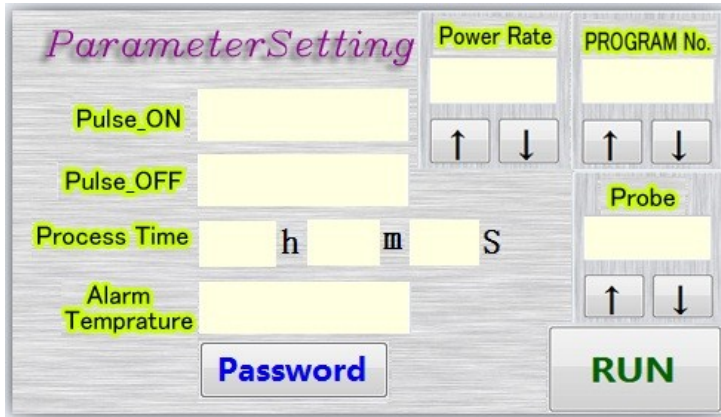 ParameterSetting
Power Rate
PROGRAM No.
↑ ↓
↑ ↓
Pulse_ON
Pulse_OFF
Probe
Process Time h m S
↑ ↓
Alarm
Temprature
Password
RUN